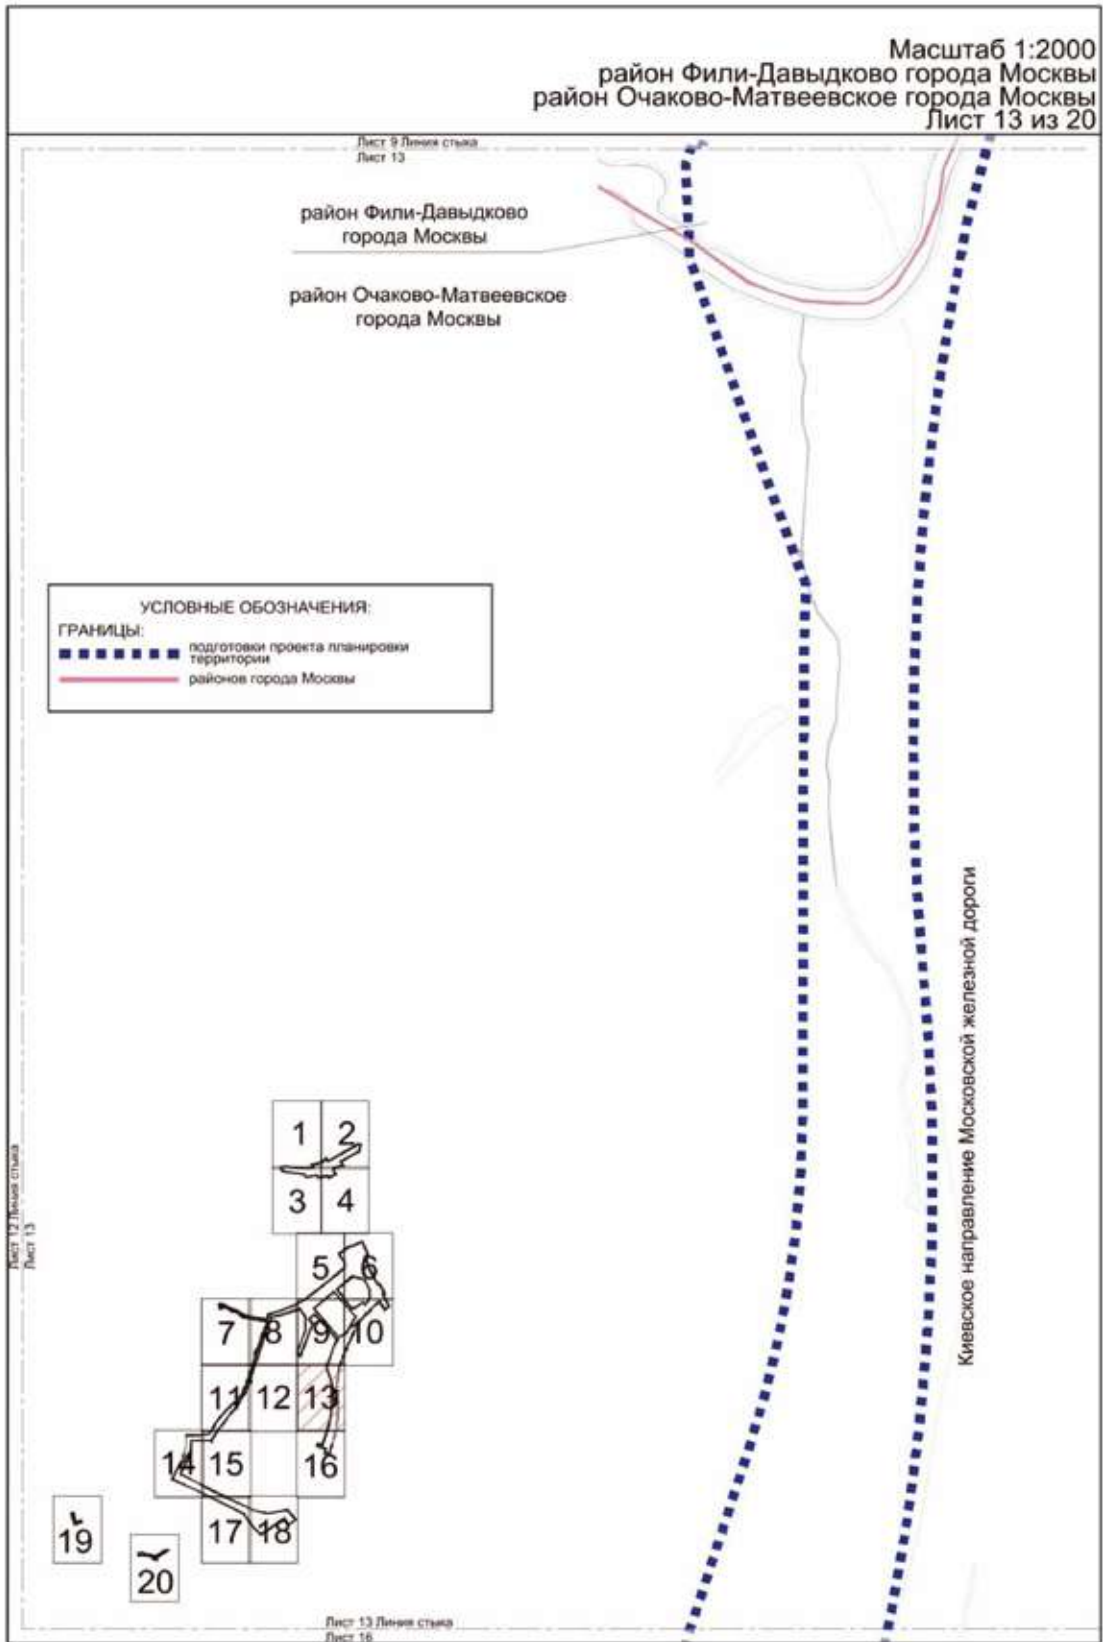 Масштаб 1:2000
район Фили-Давыдково города Москвы
район Очаково-Матвеевское города Москвы
Лист 13 из 20
Лист 9 Линия стыка
Лист 13
район Фили-Давыдково
города Москвы
район Очаково-Матвеевское
города Москвы
УСЛОВНЫЕ ОБОЗНАЧЕНИЯ:
ГРАНИЦЫ:
подготовки проекта планировки
территории
районов города Москвы
Киевское направление Московской железной дороги
Лист 12 Линия стыка
Лист 13
1 2
3 4
5 6
7 8 9 10
11 12 13
14 15 16
17 18
19
20
Лист 13 Линия стыка
Лист 16